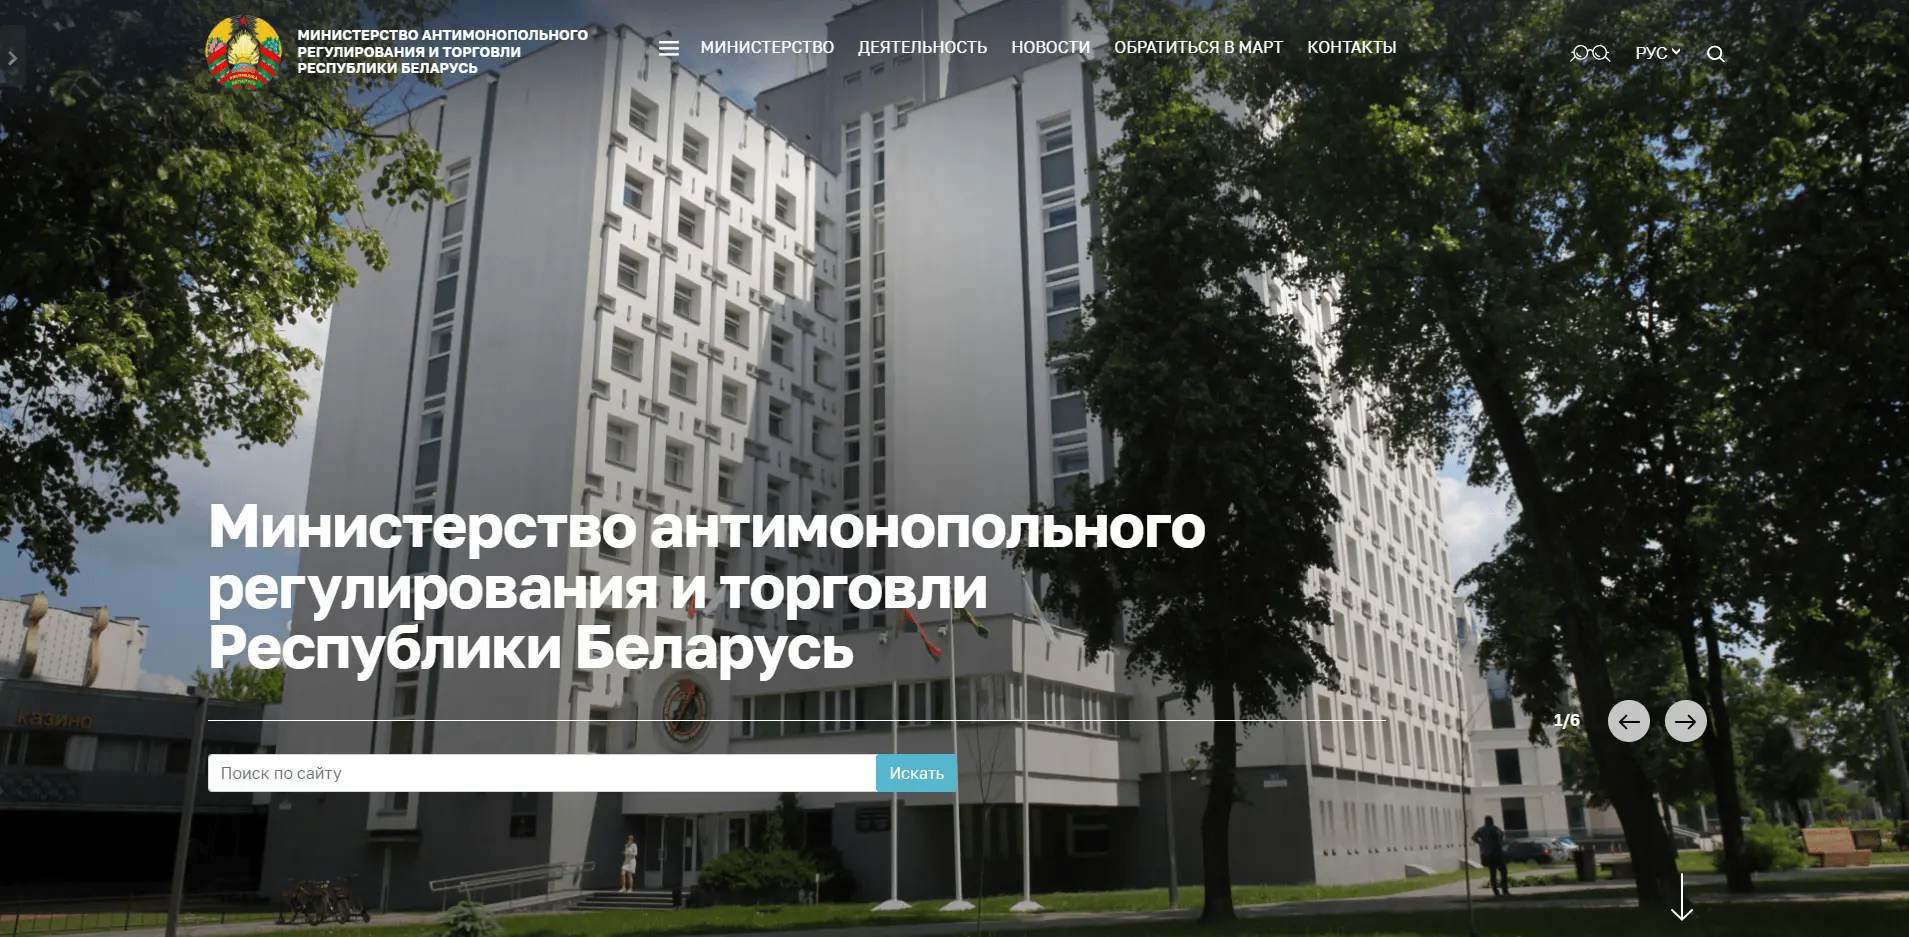 МИНИСТЕРСТВО АНТИМОНОПОЛЬНОГО
РЕГУЛИРОВАНИЯ И ТОРГОВЛИ
РЕСПУБЛИКИ БЕЛАРУСЬ
МИНИСТЕРСТВО ДЕЯТЕЛЬНОСТЬ НОВОСТИ ОБРАТИТЬСЯ В МАРТ КОНТАКТЫ
РУС
Министерство антимонопольного
регулирования и торговли
Республики Беларусь
казино
1/6
Поиск по сайту Искать